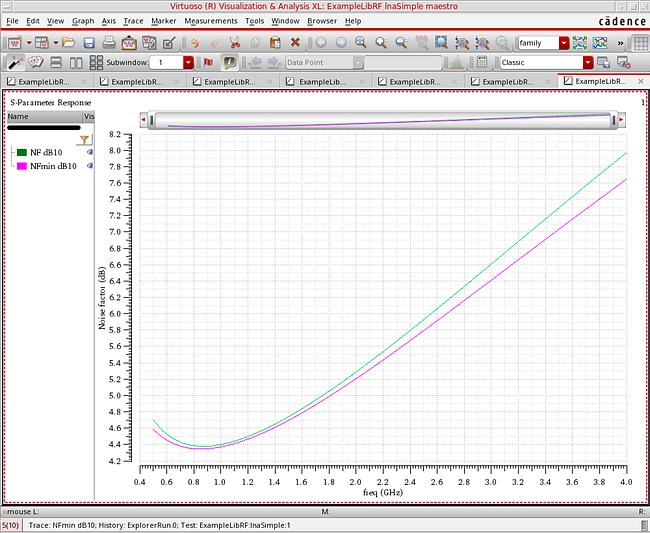 Virtuoso (R) Visualization & Analysis XL: ExampleLibRF lnaSimple maestro
File Edit View Graph Axis Trace Marker Measurements Tools Window Browser Help
cādence
family
»
Subwindow: 1
Data Point
Classic
ExampleLibR... ExampleLibR... ExampleLibR... ExampleLib... ExampleLibR... ExampleLibR... ExampleLibR...
S-Parameter Response
1
Name Vis
NF dB10
NFmin dB10
8.2
8.0
7.8
7.6
7.4
7.2
7.0
6.8
6.6
6.4
6.2
6.0
5.8
5.6
5.4
5.2
5.0
4.8
4.6
4.4
4.2
Noise factor (dB)
0.4 0.6 0.8 1.0 1.2 1.4 1.6 1.8 2.0 2.2 2.4 2.6 2.8 3.0 3.2 3.4 3.6 3.8 4.0
freq (GHz)
mouse L: M: R:
5(10) Trace: NFmin dB10; History: ExplorerRun.0; Test: ExampleLibRF:lnaSimple:1